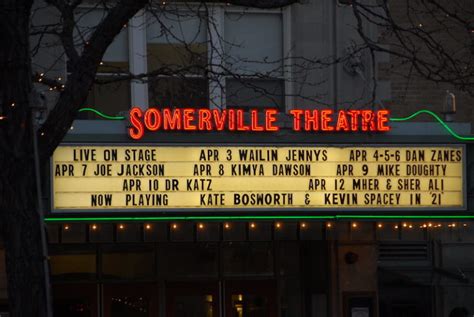 SOMERVILLE THEATRE
LIVE ON STAGE APR 3 WAILIN JENNYS APR 4-5-6 DAN ZANES
APR 7 JOE JACKSON APR 8 KIMYA DAWSON APR 9 MIKE DOUGHTY
APR 10 DR KATZ APR 12 MHER & SHER ALI
NOW PLAYING KATE BOSWORTH & KEVIN SPACEY IN '21